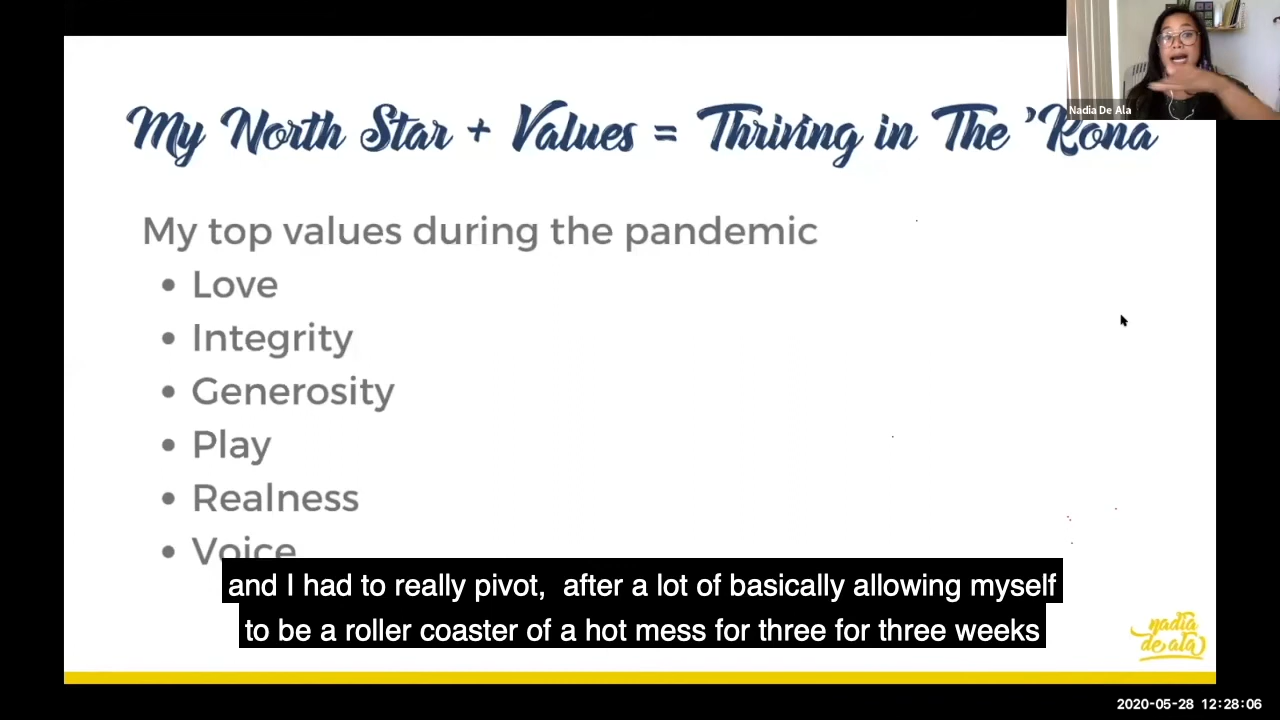 Nadia De Ala
My North Star + Values = Thriving in The 'Rona
My top values during the pandemic
• Love
• Integrity
• Generosity
• Play
• Realness
• Voice
and I had to really pivot,  after a lot of basically allowing myself
to be a roller coaster of a hot mess for three for three weeks
nadia
de ala
2020-05-28 12:28:06